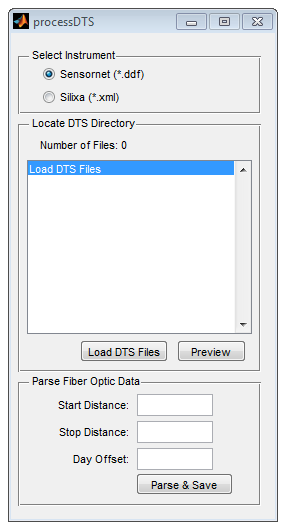 processDTS
Select Instrument
Sensornet (*.ddf)
Silixa (*.xml)
Locate DTS Directory
Number of Files: 0
Load DTS Files
Load DTS Files Preview
Parse Fiber Optic Data
Start Distance:
Stop Distance:
Day Offset:
Parse & Save